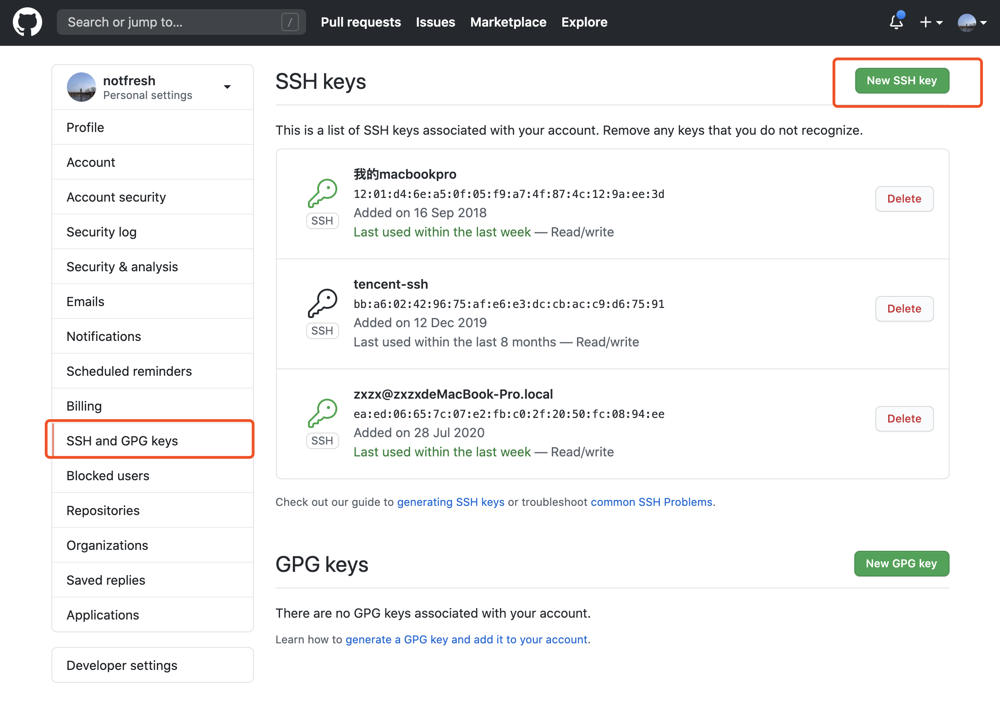 Search or jump to...
/
Pull requests
Issues
Marketplace
Explore
notfresh
Personal settings
Profile
Account
Account security
Security log
Security & analysis
Emails
Notifications
Scheduled reminders
Billing
SSH and GPG keys
Blocked users
Repositories
Organizations
Saved replies
Applications
Developer settings
SSH keys
New SSH key
This is a list of SSH keys associated with your account. Remove any keys that you do not recognize.
我的macbookpro
12:01:d4:6e:a5:0f:05:f9:a7:4f:87:4c:12:9a:ee:3d
Added on 16 Sep 2018
Last used within the last week — Read/write
SSH
Delete
tencent-ssh
bb:a6:02:42:96:75:af:e6:e3:dc:cb:ac:c9:d6:75:91
Added on 12 Dec 2019
Last used within the last 8 months — Read/write
SSH
Delete
zxzx@zxzxdeMacBook-Pro.local
ea:ed:06:65:7c:07:e2:fb:c0:2f:20:50:fc:08:94:ee
Added on 28 Jul 2020
Last used within the last week — Read/write
SSH
Delete
Check out our guide to generating SSH keys or troubleshoot common SSH Problems.
GPG keys
New GPG key
There are no GPG keys associated with your account.
Learn how to generate a GPG key and add it to your account.